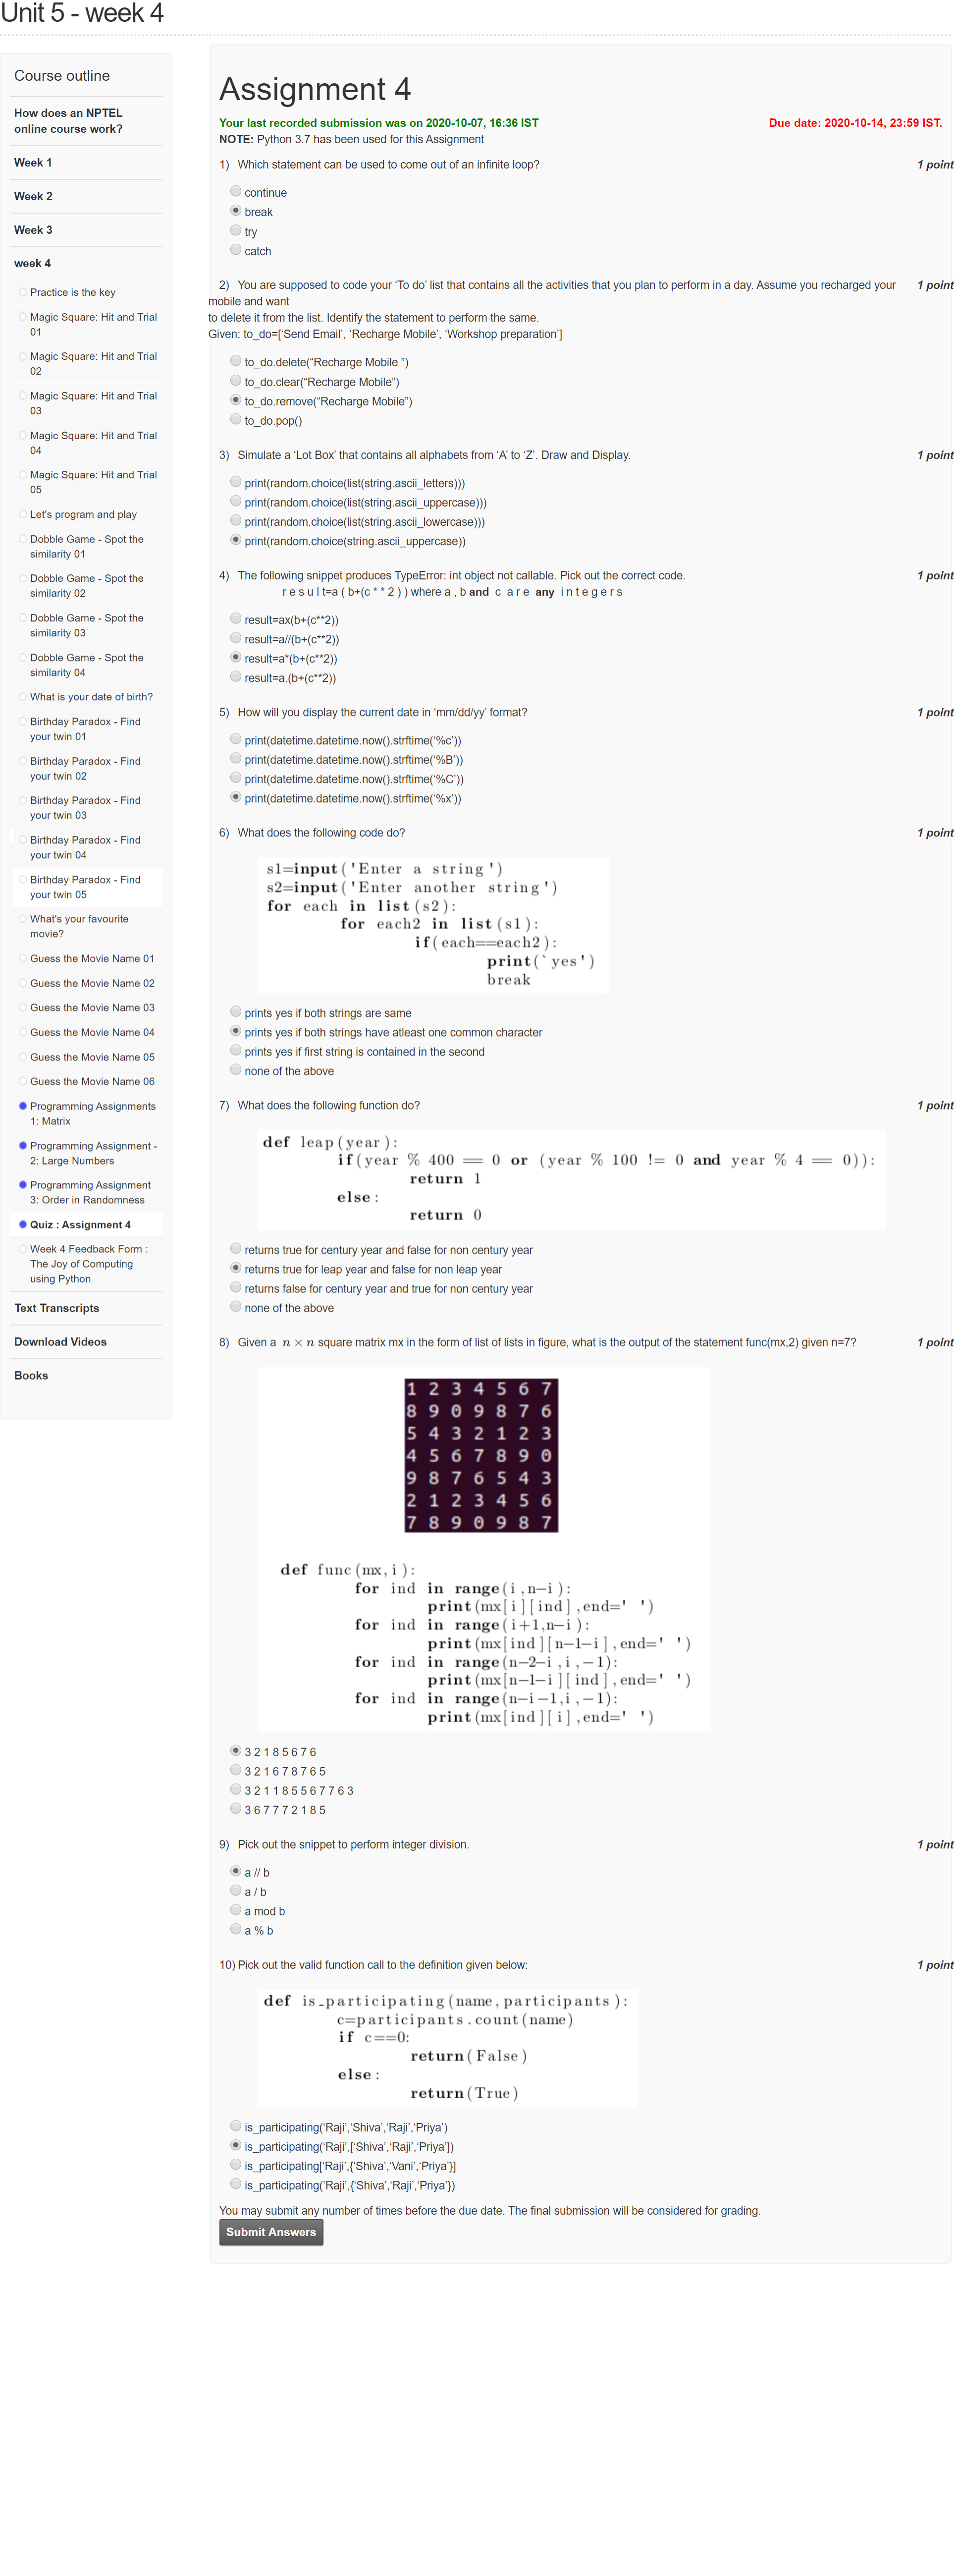 Unit 5 - week 4
Course outline
How does an NPTEL
online course work?
Week 1
Week 2
Week 3
week 4
Practice is the key
Magic Square: Hit and Trial
01
Magic Square: Hit and Trial
02
Magic Square: Hit and Trial
03
Magic Square: Hit and Trial
04
Magic Square: Hit and Trial
05
Let's program and play
Dobble Game - Spot the
similarity 01
Dobble Game - Spot the
similarity 02
Dobble Game - Spot the
similarity 03
Dobble Game - Spot the
similarity 04
What is your date of birth?
Birthday Paradox - Find
your twin 01
Birthday Paradox - Find
your twin 02
Birthday Paradox - Find
your twin 03
Birthday Paradox - Find
your twin 04
Birthday Paradox - Find
your twin 05
What's your favourite
movie?
Guess the Movie Name 01
Guess the Movie Name 02
Guess the Movie Name 03
Guess the Movie Name 04
Guess the Movie Name 05
Guess the Movie Name 06
Programming Assignments
1: Matrix
Programming Assignment -
2: Large Numbers
Programming Assignment
3: Order in Randomness
Quiz : Assignment 4
Week 4 Feedback Form :
The Joy of Computing
using Python
Text Transcripts
Download Videos
Books
Assignment 4
Your last recorded submission was on 2020-10-07, 16:36 IST Due date: 2020-10-14, 23:59 IST.
NOTE: Python 3.7 has been used for this Assignment
1) Which statement can be used to come out of an infinite loop? 1 point
continue
break
try
catch
2) You are supposed to code your ‘To do’ list that contains all the activities that you plan to perform in a day. Assume you recharged your 1 point
mobile and want
to delete it from the list. Identify the statement to perform the same.
Given: to_do=[‘Send Email’, ‘Recharge Mobile’, ‘Workshop preparation’]
to_do.delete(“Recharge Mobile ”)
to_do.clear(“Recharge Mobile”)
to_do.remove(“Recharge Mobile”)
to_do.pop()
3) Simulate a ‘Lot Box’ that contains all alphabets from ‘A’ to ‘Z’. Draw and Display. 1 point
print(random.choice(list(string.ascii_letters)))
print(random.choice(list(string.ascii_uppercase)))
print(random.choice(list(string.ascii_lowercase)))
print(random.choice(string.ascii_uppercase))
4) The following snippet produces TypeError: int object not callable. Pick out the correct code. 1 point
r e s u l t=a ( b+(c * * 2 ) ) where a , b and c a r e any i n t e g e r s
result=ax(b+(c**2))
result=a//(b+(c**2))
result=a*(b+(c**2))
result=a.(b+(c**2))
5) How will you display the current date in ‘mm/dd/yy’ format? 1 point
print(datetime.datetime.now().strftime(‘%c’))
print(datetime.datetime.now().strftime(‘%B’))
print(datetime.datetime.now().strftime(‘%C’))
print(datetime.datetime.now().strftime(‘%x’))
6) What does the following code do? 1 point
s1=input('Enter a string')
s2=input('Enter another string')
for each in list(s2):
for each2 in list(s1):
if(each==each2):
print(`yes')
break
prints yes if both strings are same
prints yes if both strings have atleast one common character
prints yes if first string is contained in the second
none of the above
7) What does the following function do? 1 point
def leap(year):
if(year % 400 == 0 or (year % 100 != 0 and year % 4 == 0)):
return 1
else:
return 0
returns true for century year and false for non century year
returns true for leap year and false for non leap year
returns false for century year and true for non century year
none of the above
8) Given a n × n square matrix mx in the form of list of lists in figure, what is the output of the statement func(mx,2) given n=7? 1 point
1 2 3 4 5 6 7
8 9 0 9 8 7 6
5 4 3 2 1 2 3
4 5 6 7 8 9 0
9 8 7 6 5 4 3
2 1 2 3 4 5 6
7 8 9 0 9 8 7
def func(mx,i):
for ind in range(i,n-i):
print(mx[i][ind],end=' ')
for ind in range(i+1,n-i):
print(mx[ind][n-1-i],end=' ')
for ind in range(n-2-i,i,-1):
print(mx[n-1-i][ind],end=' ')
for ind in range(n-i-1,i,-1):
print(mx[ind][i],end=' ')
3 2 1 8 5 6 7 6
3 2 1 6 7 8 7 6 5
3 2 1 1 8 5 5 6 7 7 6 3
3 6 7 7 7 2 1 8 5
9) Pick out the snippet to perform integer division. 1 point
a // b
a / b
a mod b
a % b
10) Pick out the valid function call to the definition given below: 1 point
def is_participating(name,participants):
c=participants.count(name)
if c==0:
return(False)
else:
return(True)
is_participating(‘Raji’,‘Shiva’,‘Raji’,‘Priya’)
is_participating(‘Raji’,[‘Shiva’,‘Raji’,‘Priya’])
is_participating[‘Raji’,{‘Shiva’,‘Vani’,‘Priya’}]
is_participating(‘Raji’,{‘Shiva’,‘Raji’,‘Priya’})
You may submit any number of times before the due date. The final submission will be considered for grading.
Submit Answers